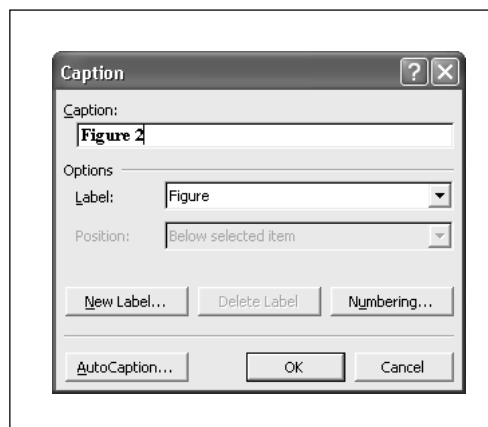 Caption
Caption:
Figure 2
Options
Label: Figure
Position: Below selected item
New Label... Delete Label Numbering...
AutoCaption... OK Cancel